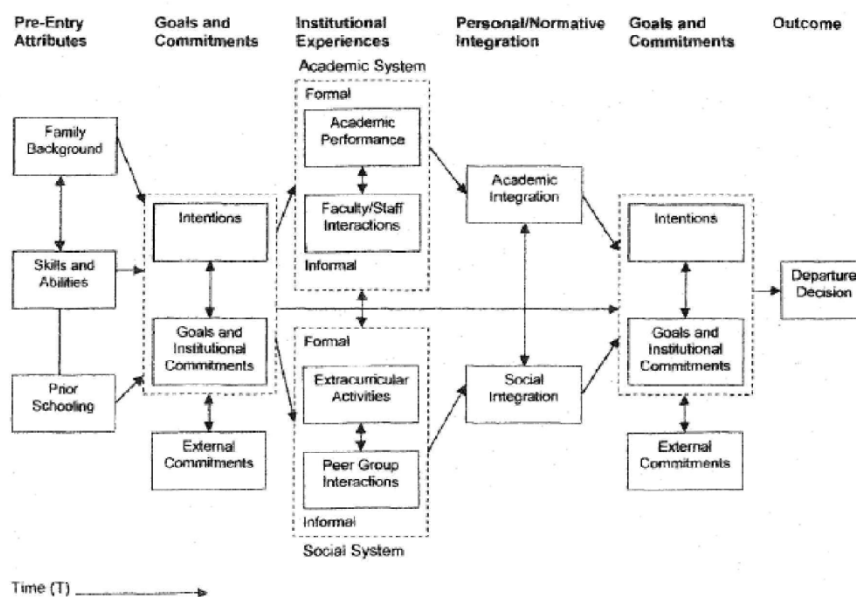 Pre-Entry
Attributes
Goals and
Commitments
Institutional
Experiences
Personal/Normative
Integration
Goals and
Commitments
Outcome
Academic System
Formal
Academic
Performance
Faculty/Staff
Interactions
Informal
Family
Background
Skills and
Abilities
Prior
Schooling
Intentions
Goals and
Institutional
Commitments
External
Commitments
Formal
Extracurricular
Activities
Peer Group
Interactions
Informal
Social System
Academic
Integration
Social
Integration
Intentions
Goals and
Institutional
Commitments
External
Commitments
Departure
Decision
Time (T)